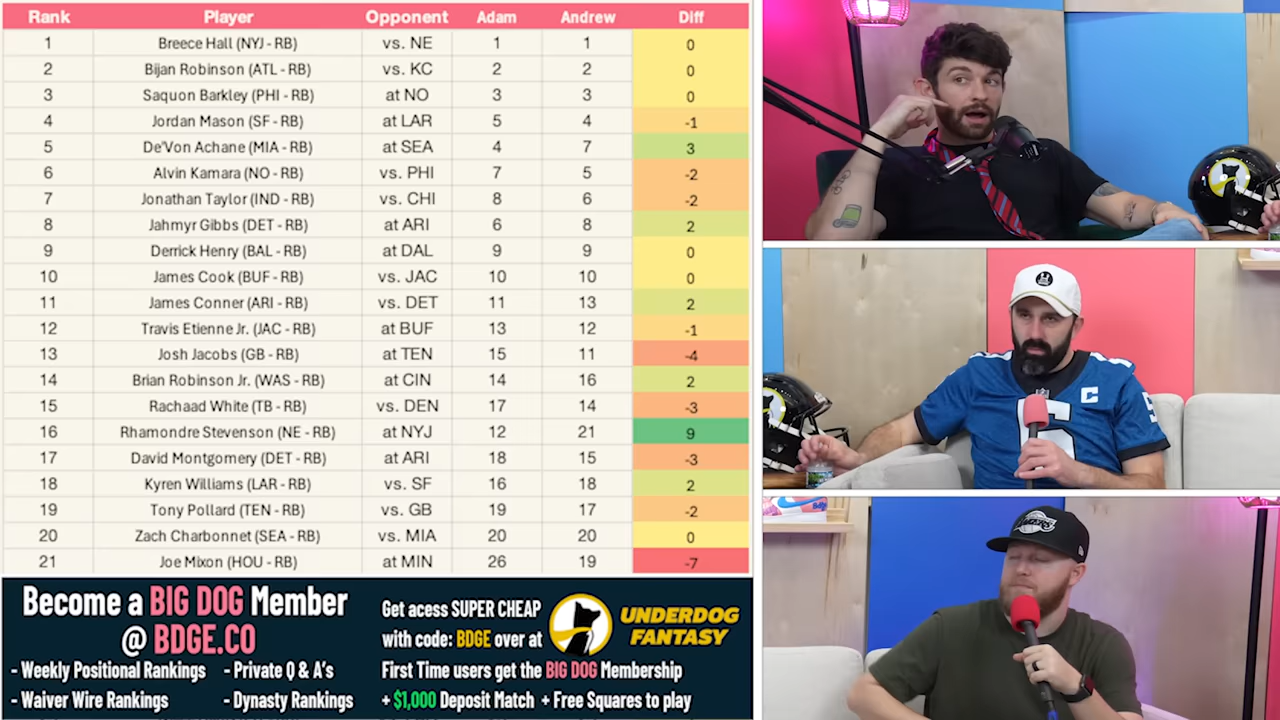 Rank Player Opponent Adam Andrew Diff
1 Breece Hall (NYJ - RB) vs. NE 1 1 0
2 Bijan Robinson (ATL - RB) vs. KC 2 2 0
3 Saquon Barkley (PHI - RB) at NO 3 3 0
4 Jordan Mason (SF - RB) at LAR 5 4 -1
5 De'Von Achane (MIA - RB) at SEA 4 7 3
6 Alvin Kamara (NO - RB) vs. PHI 7 5 -2
7 Jonathan Taylor (IND - RB) vs. CHI 8 6 -2
8 Jahmyr Gibbs (DET - RB) at ARI 6 8 2
9 Derrick Henry (BAL - RB) at DAL 9 9 0
10 James Cook (BUF - RB) vs. JAC 10 10 0
11 James Conner (ARI - RB) vs. DET 11 13 2
12 Travis Etienne Jr. (JAC - RB) at BUF 13 12 -1
13 Josh Jacobs (GB - RB) at TEN 15 11 -4
14 Brian Robinson Jr. (WAS - RB) at CIN 14 16 2
15 Rachaad White (TB - RB) vs. DEN 17 14 -3
16 Rhamondre Stevenson (NE - RB) at NYJ 12 21 9
17 David Montgomery (DET - RB) at ARI 18 15 -3
18 Kyren Williams (LAR - RB) vs. SF 16 18 2
19 Tony Pollard (TEN - RB) vs. GB 19 17 -2
20 Zach Charbonnet (SEA - RB) vs. MIA 20 20 0
21 Joe Mixon (HOU - RB) at MIN 26 19 -7
Become a BIG DOG Member
@ BDGE.CO
- Weekly Positional Rankings - Private Q & A's
- Waiver Wire Rankings - Dynasty Rankings
Get acess SUPER CHEAP
with code: BDGE over at
UNDERDOG
FANTASY
First Time users get the BIG DOG Membership
+ $1,000 Deposit Match + Free Squares to play
C
LAKERS